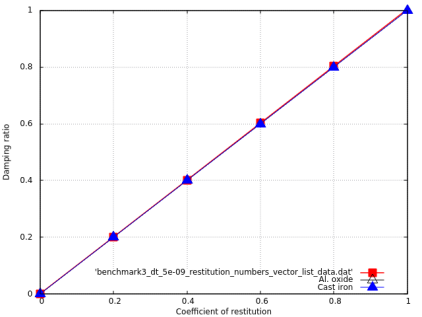 1
0.8
0.6
0.4
0.2
0
Damping ratio
'benchmark3_dt_5e-09_restitution_numbers_vector_list_data.dat'
Al. oxide
Cast iron
0
0.2
0.4
0.6
0.8
1
Coefficient of restitution